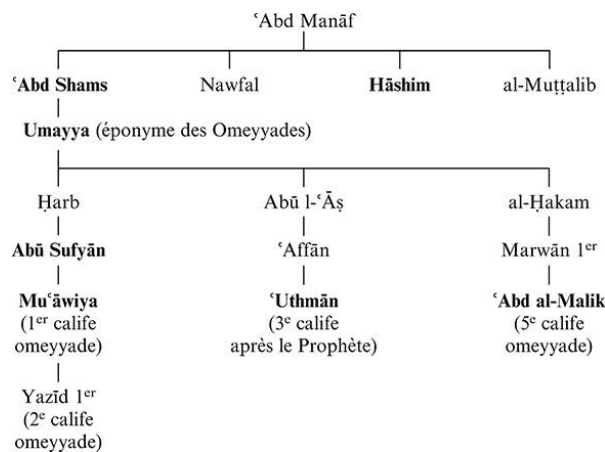 ʿAbd Manāf
ʿAbd Shams Nawfal Hāshim al-Muṭṭalib
Umayya (éponyme des Omeyyades)
Ḥarb Abū l-ʿĀṣ al-Ḥakam
Abū Sufyān ʿAffān Marwān 1er
Muʿāwiya ʿUthmān ʿAbd al-Malik
(1er calife (3e calife (5e calife
omeyyade) après le Prophète) omeyyade)
Yazīd 1er
(2e calife
omeyyade)